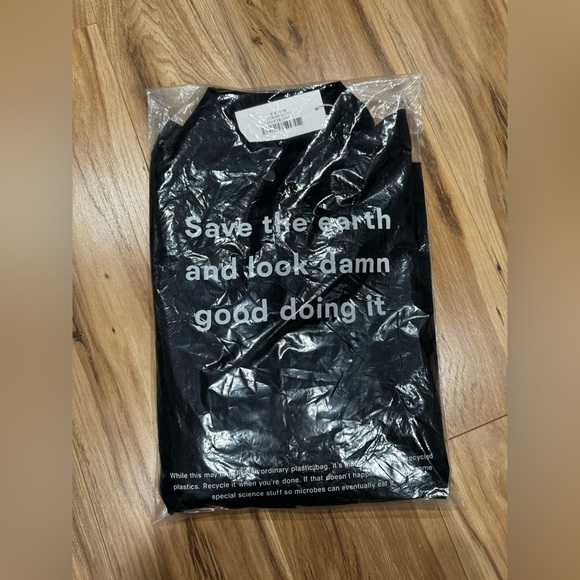 Save the earth
and look damn
good doing it
While this may ordinary plastic bag, it's recycled
plastics. Recycle it when you're done. If that doesn't some
special science stuff so microbes can eventually eat